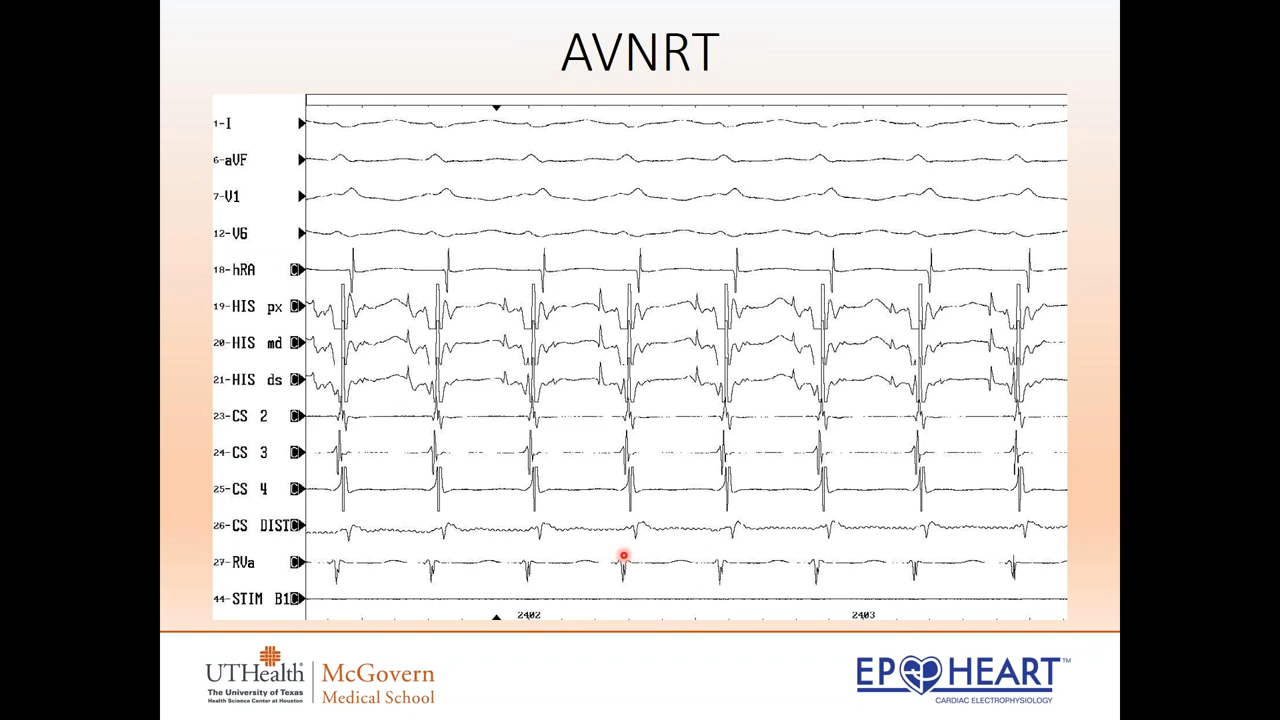 AVNRT
1-I
6-aVF
7-V1
12-V6
18-hRA C
19-HIS px C
20-HIS md C
21-HIS ds C
23-CS 2 C
24-CS 3 C
25-CS 4 C
26-CS DIST C
27-RVa C
44-STIM B1 C
2402 2403
UTHealth
The University of Texas
Health Science Center at Houston
McGovern
Medical School
EP HEART™
CARDIAC ELECTROPHYSIOLOGY